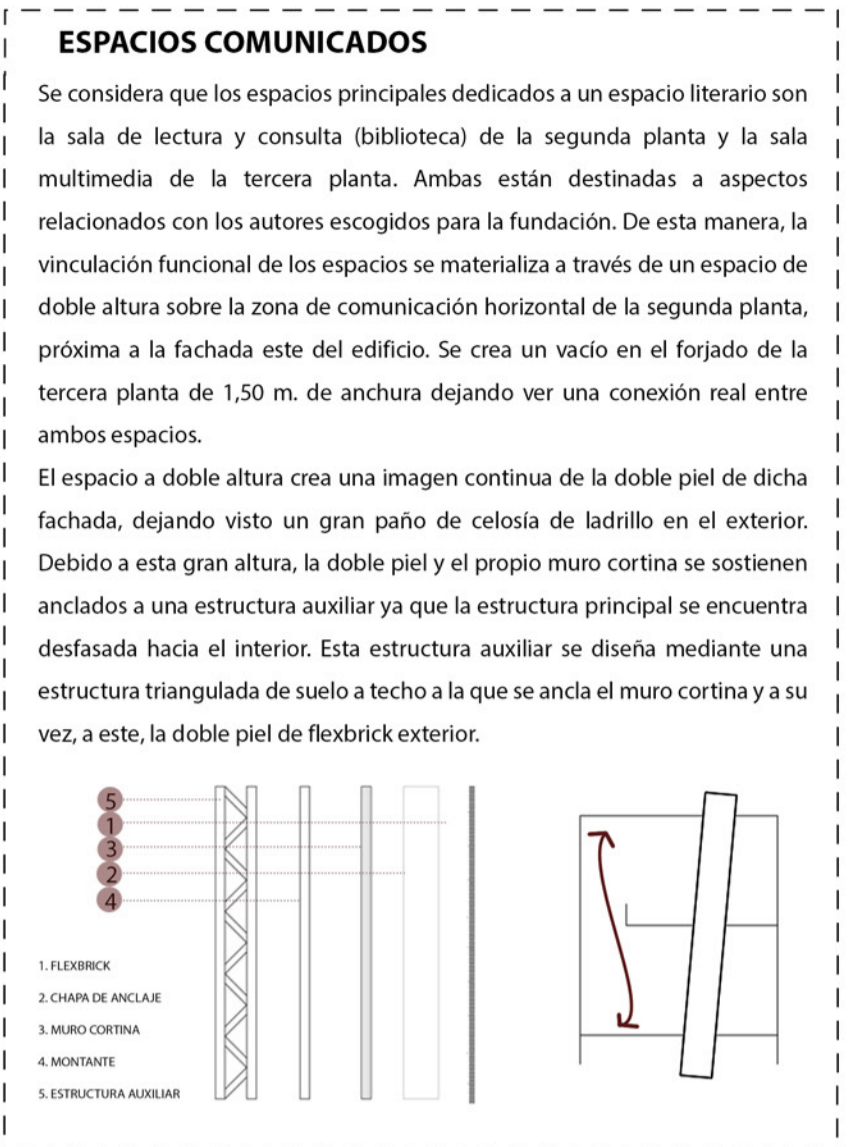 ESPACIOS COMUNICADOS
Se considera que los espacios principales dedicados a un espacio literario son
la sala de lectura y consulta (biblioteca) de la segunda planta y la sala
multimedia de la tercera planta. Ambas están destinadas a aspectos
relacionados con los autores escogidos para la fundación. De esta manera, la
vinculación funcional de los espacios se materializa a través de un espacio de
doble altura sobre la zona de comunicación horizontal de la segunda planta,
próxima a la fachada este del edificio. Se crea un vacío en el forjado de la
tercera planta de 1,50 m. de anchura dejando ver una conexión real entre
ambos espacios.
El espacio a doble altura crea una imagen continua de la doble piel de dicha
fachada, dejando visto un gran paño de celosía de ladrillo en el exterior.
Debido a esta gran altura, la doble piel y el propio muro cortina se sostienen
anclados a una estructura auxiliar ya que la estructura principal se encuentra
desfasada hacia el interior. Esta estructura auxiliar se diseña mediante una
estructura triangulada de suelo a techo a la que se ancla el muro cortina y a su
vez, a este, la doble piel de flexbrick exterior.
5
1
3
2
4
1. FLEXBRICK
2. CHAPA DE ANCLAJE
3. MURO CORTINA
4. MONTANTE
5. ESTRUCTURA AUXILIAR